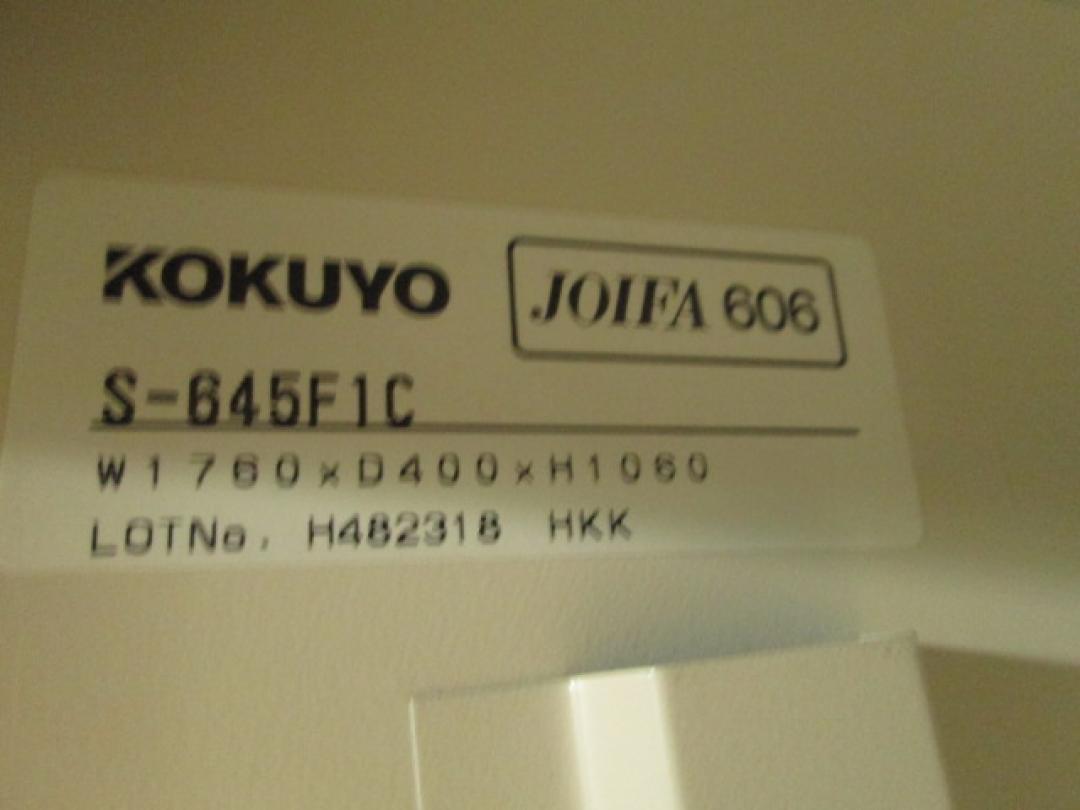 KOKUYO
JOIFA 606
S-645F1C
W1760×D400×H1060
LOTNo. H482318 HKK